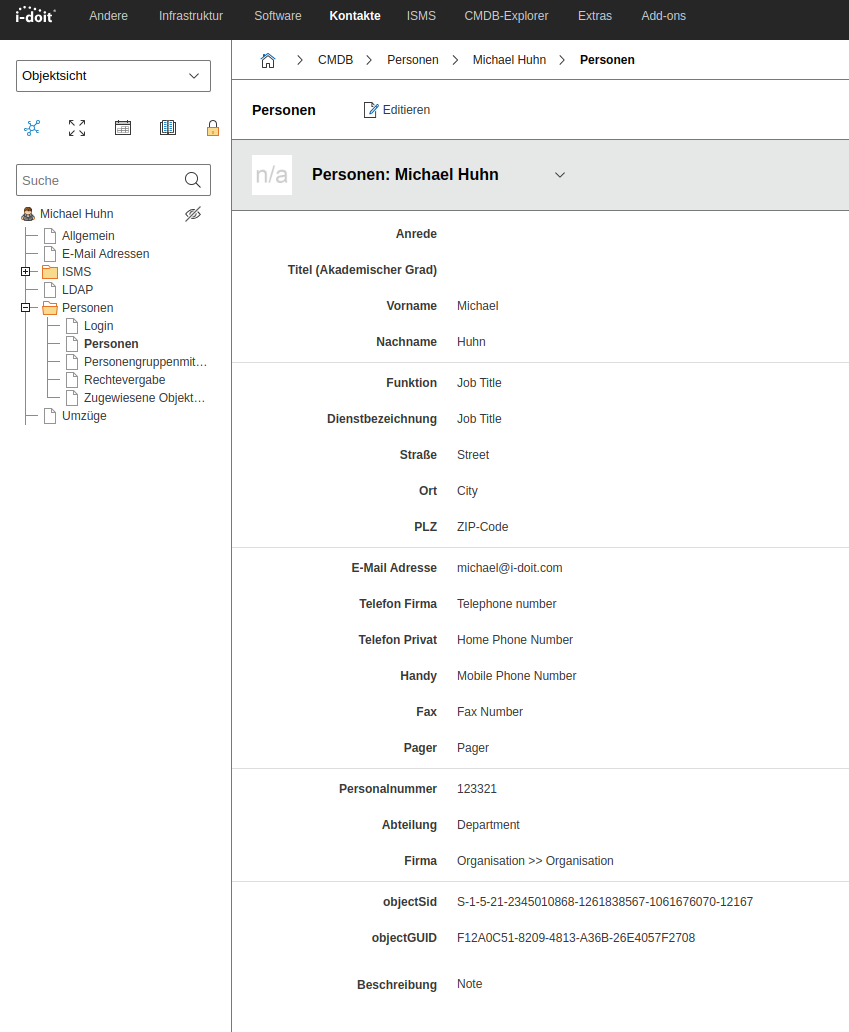 i-doit Andere Infrastruktur Software Kontakte ISMS CMDB-Explorer Extras Add-ons
Objektsicht
Suche
Michael Huhn
Allgemein
E-Mail Adressen
ISMS
LDAP
Personen
Login
Personen
Personengruppenmit…
Rechtevergabe
Zugewiesene Objekt…
Umzüge
CMDB Personen Michael Huhn Personen
Personen Editieren
n/a Personen: Michael Huhn
Anrede
Titel (Akademischer Grad)
Vorname Michael
Nachname Huhn
Funktion Job Title
Dienstbezeichnung Job Title
Straße Street
Ort City
PLZ ZIP-Code
E-Mail Adresse michael@i-doit.com
Telefon Firma Telephone number
Telefon Privat Home Phone Number
Handy Mobile Phone Number
Fax Fax Number
Pager Pager
Personalnummer 123321
Abteilung Department
Firma Organisation >> Organisation
objectSid S-1-5-21-2345010868-1261838567-1061676070-12167
objectGUID F12A0C51-8209-4813-A36B-26E4057F2708
Beschreibung Note